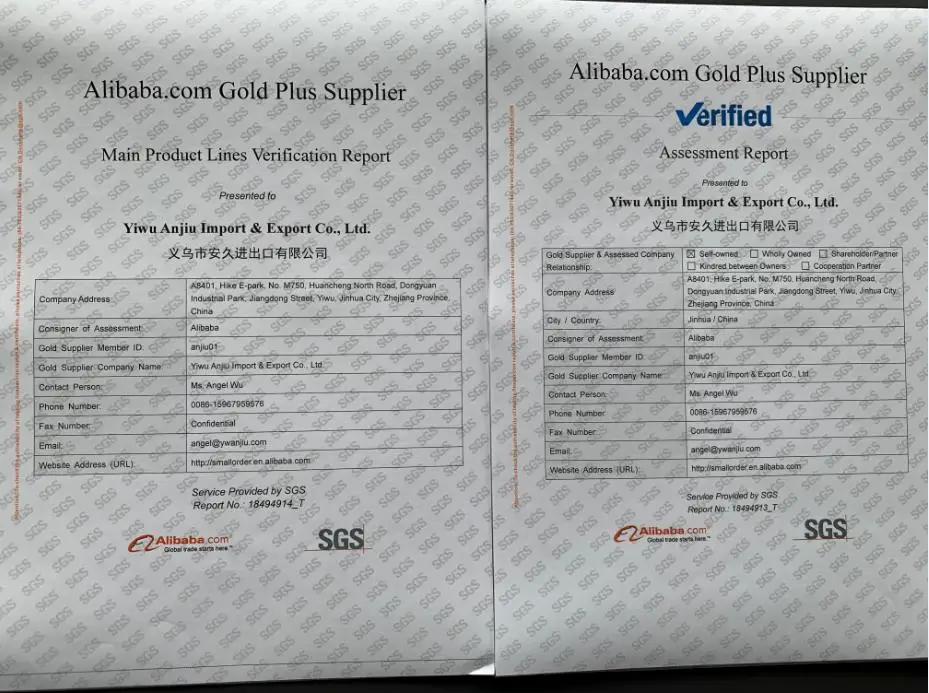 Alibaba.com Gold Plus Supplier
Main Product Lines Verification Report
Presented to
Yiwu Anjiu Import & Export Co., Ltd.
义乌市安久进出口有限公司
Company Address
A8401, Hike E-park, No. M750, Huancheng North Road, Dongyuan
Industrial Park, Jiangdong Street, Yiwu, Jinhua City, Zhejiang Province,
China
Consigner of Assessment:
Alibaba
Gold Supplier Member ID:
anjiu01
Gold Supplier Company Name:
Yiwu Anjiu Import & Export Co., Ltd.
Contact Person:
Ms. Angel Wu
Phone Number:
0086-15967959576
Fax Number:
Confidential
Email:
angel@ywanjiu.com
Website Address (URL):
http://smallorder.en.alibaba.com
Service Provided by SGS
Report No.: 18494914_T
Alibaba.com
Global trade starts here.™
SGS
Alibaba.com Gold Plus Supplier
Verified
Assessment Report
Presented to
Yiwu Anjiu Import & Export Co., Ltd.
义乌市安久进出口有限公司
Gold Supplier & Assessed Company
Relationship:
☒ Self-owned ☐ Wholly Owned ☐ Shareholder/Partner
☐ Kindred between Owners ☐ Cooperation Partner
Company Address:
A8401, Hike E-park, No. M750, Huancheng North Road,
Dongyuan Industrial Park, Jiangdong Street, Yiwu, Jinhua City,
Zhejiang Province, China
City / Country:
Jinhua / China
Consigner of Assessment:
Alibaba
Gold Supplier Member ID:
anjiu01
Gold Supplier Company Name:
Yiwu Anjiu Import & Export Co., Ltd.
Contact Person:
Ms. Angel Wu
Phone Number:
0086-15967959576
Fax Number:
Confidential
Email:
angel@ywanjiu.com
Website Address (URL):
http://smallorder.en.alibaba.com
Service Provided by SGS
Report No.: 18494913_T
Alibaba.com
Global trade starts here.™
SGS